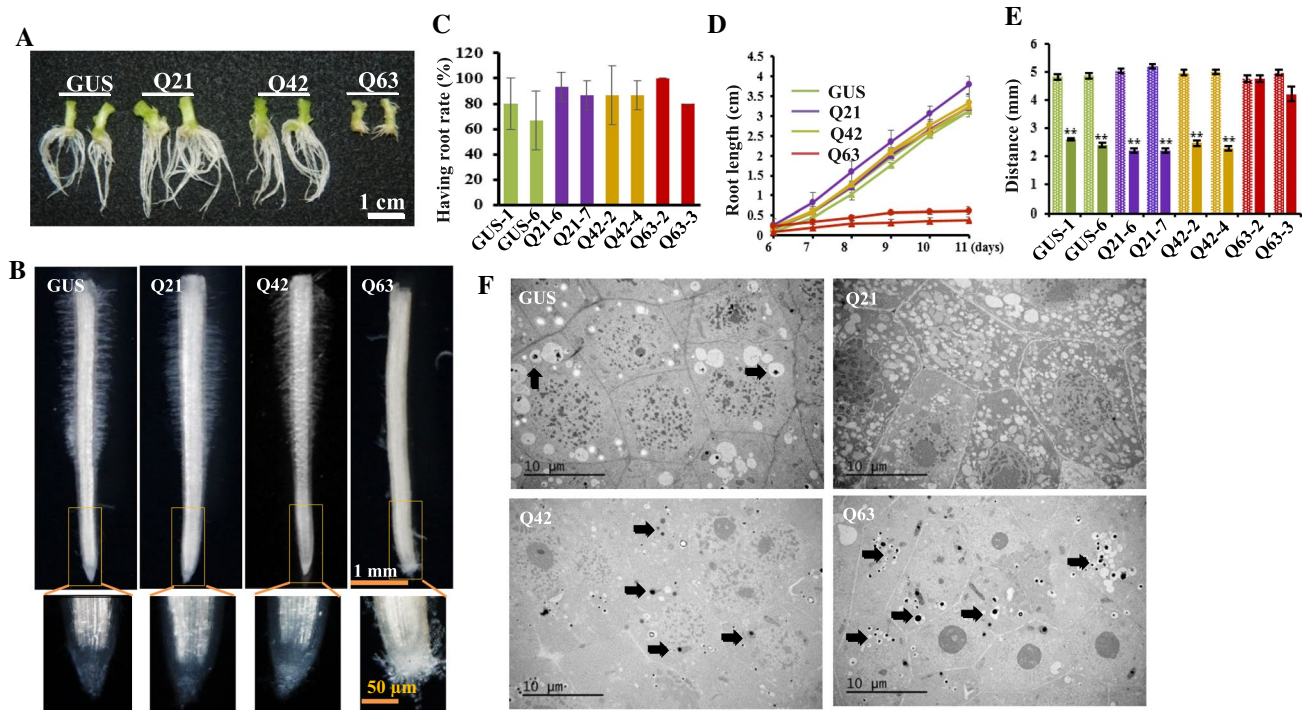 A
GUS Q21 Q42 Q63
1 cm
B
GUS Q21 Q42 Q63
1 mm
50 µm
C
Having root rate (%)
120
100
80
60
40
20
0
GUS-1 GUS-6 Q21-6 Q21-7 Q42-2 Q42-4 Q63-2 Q63-3
D
Root length (cm)
4.5
4
3.5
3
2.5
2
1.5
1
0.5
0
GUS
Q21
Q42
Q63
6 7 8 9 10 11 (days)
E
Distance (mm)
6
5
4
3
2
1
0
** ** ** ** ** **
GUS-1 GUS-6 Q21-6 Q21-7 Q42-2 Q42-4 Q63-2 Q63-3
F
GUS
10 µm
Q21
10 µm
Q42
10 µm
Q63
10 µm